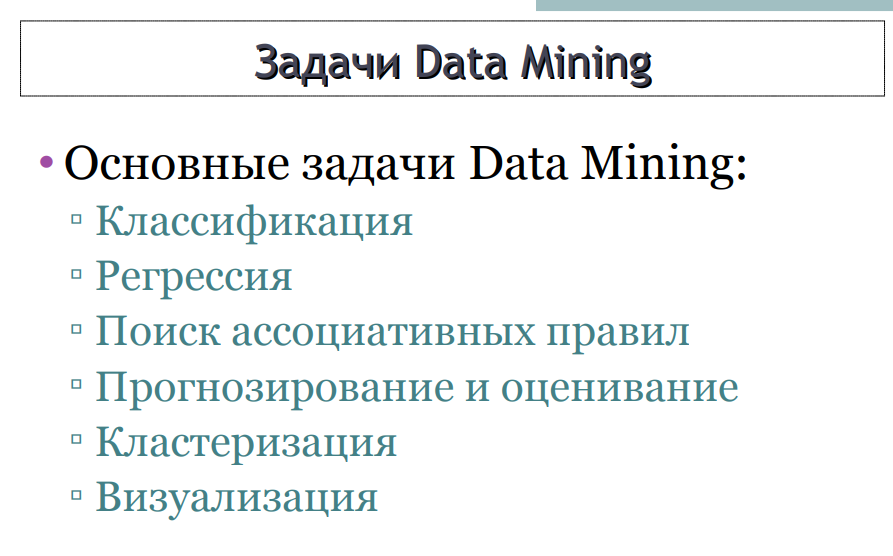 Задачи Data Mining
• Основные задачи Data Mining:
▫ Классификация
▫ Регрессия
▫ Поиск ассоциативных правил
▫ Прогнозирование и оценивание
▫ Кластеризация
▫ Визуализация